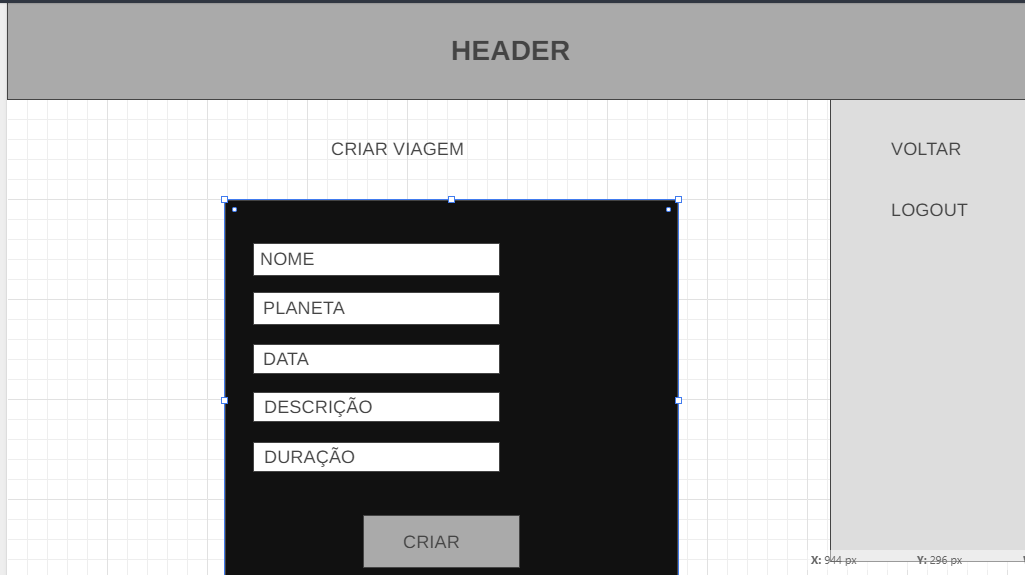 HEADER
CRIAR VIAGEM
VOLTAR
LOGOUT
NOME
PLANETA
DATA
DESCRIÇÃO
DURAÇÃO
CRIAR
X: 944 px Y: 296 px